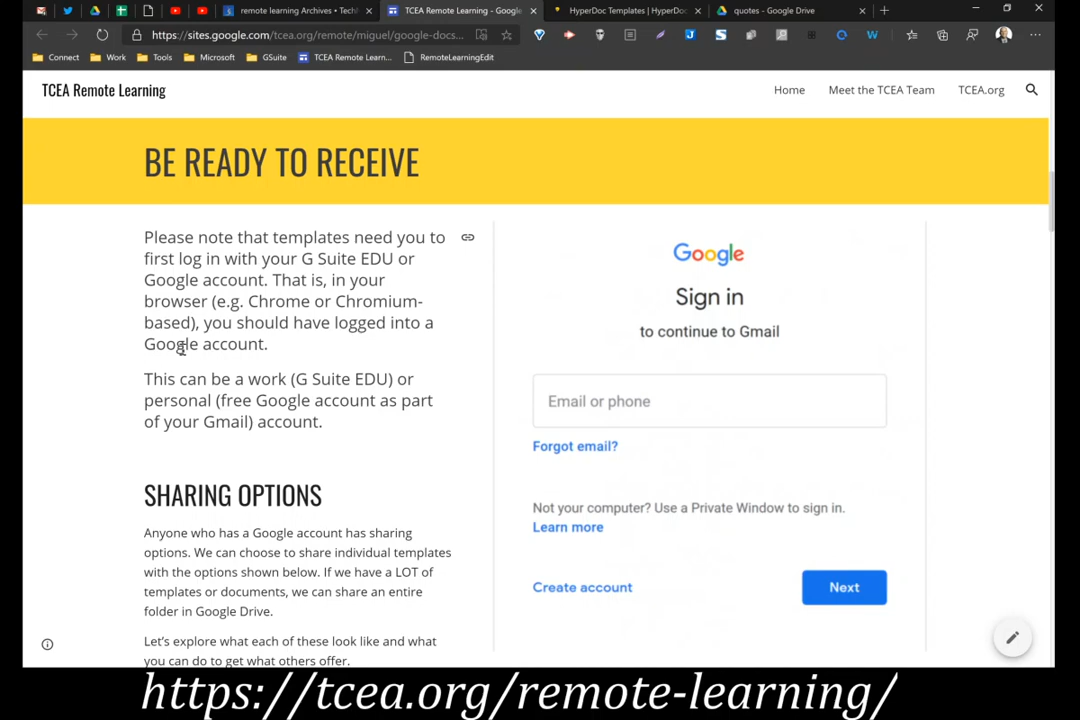 remote learning Archives - TechN
TCEA Remote Learning - Google
HyperDoc Templates | HyperDoc
quotes - Google Drive
https://sites.google.com/tcea.org/remote/miguel/google-docs...
Connect
Work
Tools
Microsoft
GSuite
TCEA Remote Learn...
RemoteLearningEdit
TCEA Remote Learning
Home
Meet the TCEA Team
TCEA.org
BE READY TO RECEIVE
Please note that templates need you to
first log in with your G Suite EDU or
Google account. That is, in your
browser (e.g. Chrome or Chromium-
based), you should have logged into a
Google account.
This can be a work (G Suite EDU) or
personal (free Google account as part
of your Gmail) account.
SHARING OPTIONS
Anyone who has a Google account has sharing
options. We can choose to share individual templates
with the options shown below. If we have a LOT of
templates or documents, we can share an entire
folder in Google Drive.
Let's explore what each of these look like and what
you can do to get what others offer.
Google
Sign in
to continue to Gmail
Email or phone
Forgot email?
Not your computer? Use a Private Window to sign in.
Learn more
Create account
Next
https://tcea.org/remote-learning/